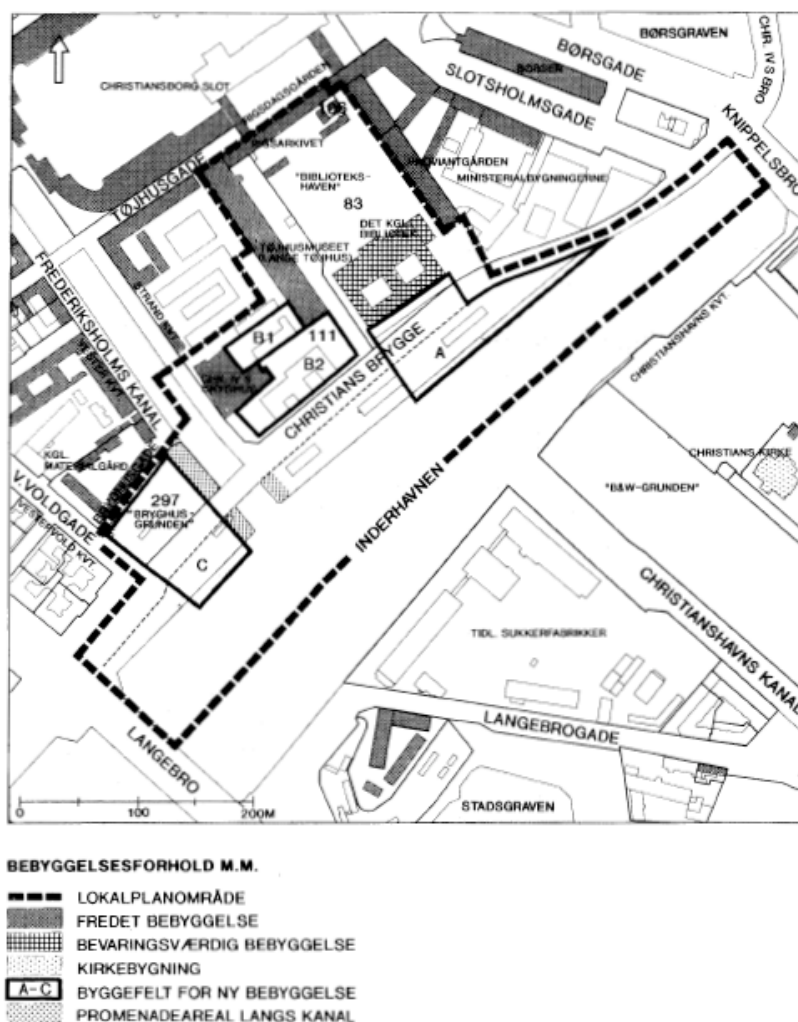 BØRSGRAVEN
CHR. IV S BRO
BØRSGADE
BØRSEN
SLOTSHOLMSGADE
CHRISTIANSBORG SLOT
RIGSDAGSGÅRDEN
KNIPPELSBRO
RIGSARKIVET
PROVIANTGÅRDEN
MINISTERIALBYGNINGERNE
"BIBLIOTEKS-
HAVEN"
83
TØJHUSGADE
DET KGL.
BIBLIOTEK
TØJHUSMUSEET
(LANGE TØJHUS)
FREDERIKSHOLMS KANAL
CHRISTIANSHAVNS KVT.
B1
111
B2
A
CHRISTIANS BRYGGE
CHR. IV S
BRYGHUS
KGL.
MATERIALGÅRD
CHRISTIANS KIRKE
V.VOLDGADE
VESTERVOLD KVT.
297
"BRYGHUS-
GRUNDEN"
"B&W-GRUNDEN"
INDERHAVNEN
C
CHRISTIANSHAVNS KANAL
TIDL. SUKKERFABRIKKER
LANGEBROGADE
LANGEBRO
STADSGRAVEN
0 100 200M
BEBYGGELSESFORHOLD M.M.
LOKALPLANOMRÅDE
FREDET BEBYGGELSE
BEVARINGSVÆRDIG BEBYGGELSE
KIRKEBYGNING
A-C BYGGEFELT FOR NY BEBYGGELSE
PROMENADEAREAL LANGS KANAL